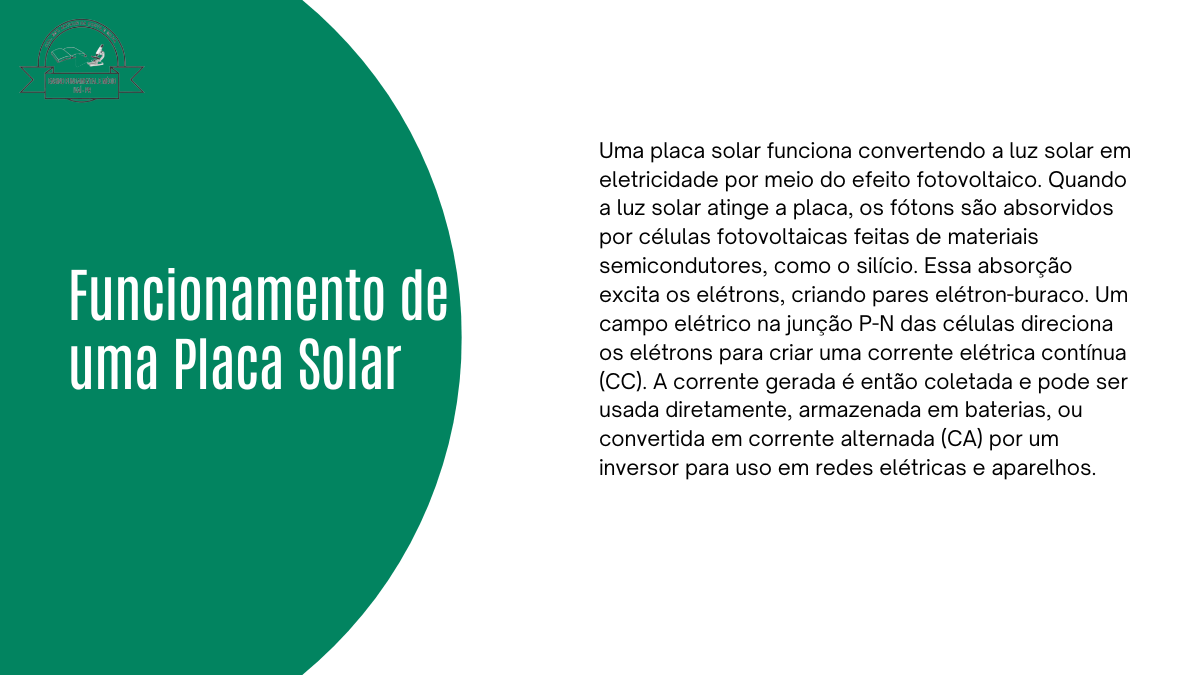 Funcionamento de
uma Placa Solar
Uma placa solar funciona convertendo a luz solar em
eletricidade por meio do efeito fotovoltaico. Quando
a luz solar atinge a placa, os fótons são absorvidos
por células fotovoltaicas feitas de materiais
semicondutores, como o silício. Essa absorção
excita os elétrons, criando pares elétron-buraco. Um
campo elétrico na junção P-N das células direciona
os elétrons para criar uma corrente elétrica contínua
(CC). A corrente gerada é então coletada e pode ser
usada diretamente, armazenada em baterias, ou
convertida em corrente alternada (CA) por um
inversor para uso em redes elétricas e aparelhos.